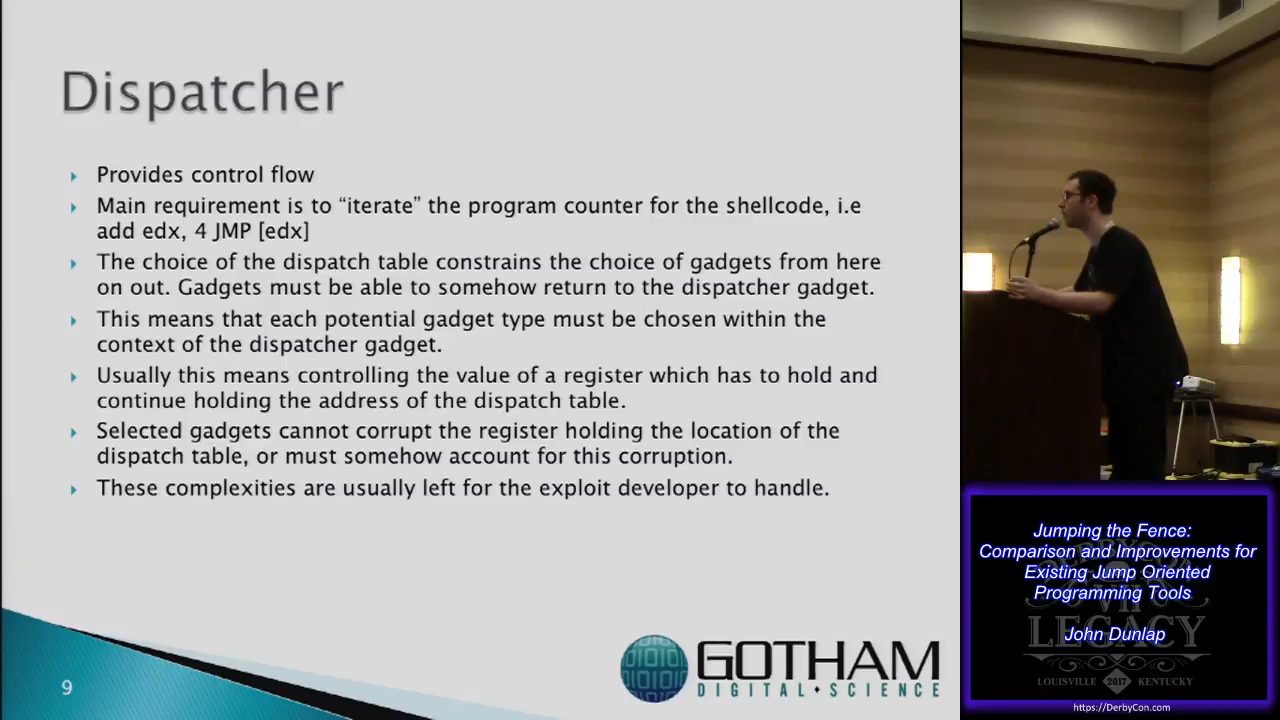 Dispatcher
Provides control flow
Main requirement is to “iterate” the program counter for the shellcode, i.e
add edx, 4 JMP [edx]
The choice of the dispatch table constrains the choice of gadgets from here
on out. Gadgets must be able to somehow return to the dispatcher gadget.
This means that each potential gadget type must be chosen within the
context of the dispatcher gadget.
Usually this means controlling the value of a register which has to hold and
continue holding the address of the dispatch table.
Selected gadgets cannot corrupt the register holding the location of the
dispatch table, or must somehow account for this corruption.
These complexities are usually left for the exploit developer to handle.
9
GOTHAM
DIGITAL SCIENCE
Jumping the Fence:
Comparison and Improvements for
Existing Jump Oriented
Programming Tools
John Dunlap
DERBYCON
VII
LEGACY
LOUISVILLE 2017 KENTUCKY
https://DerbyCon.com